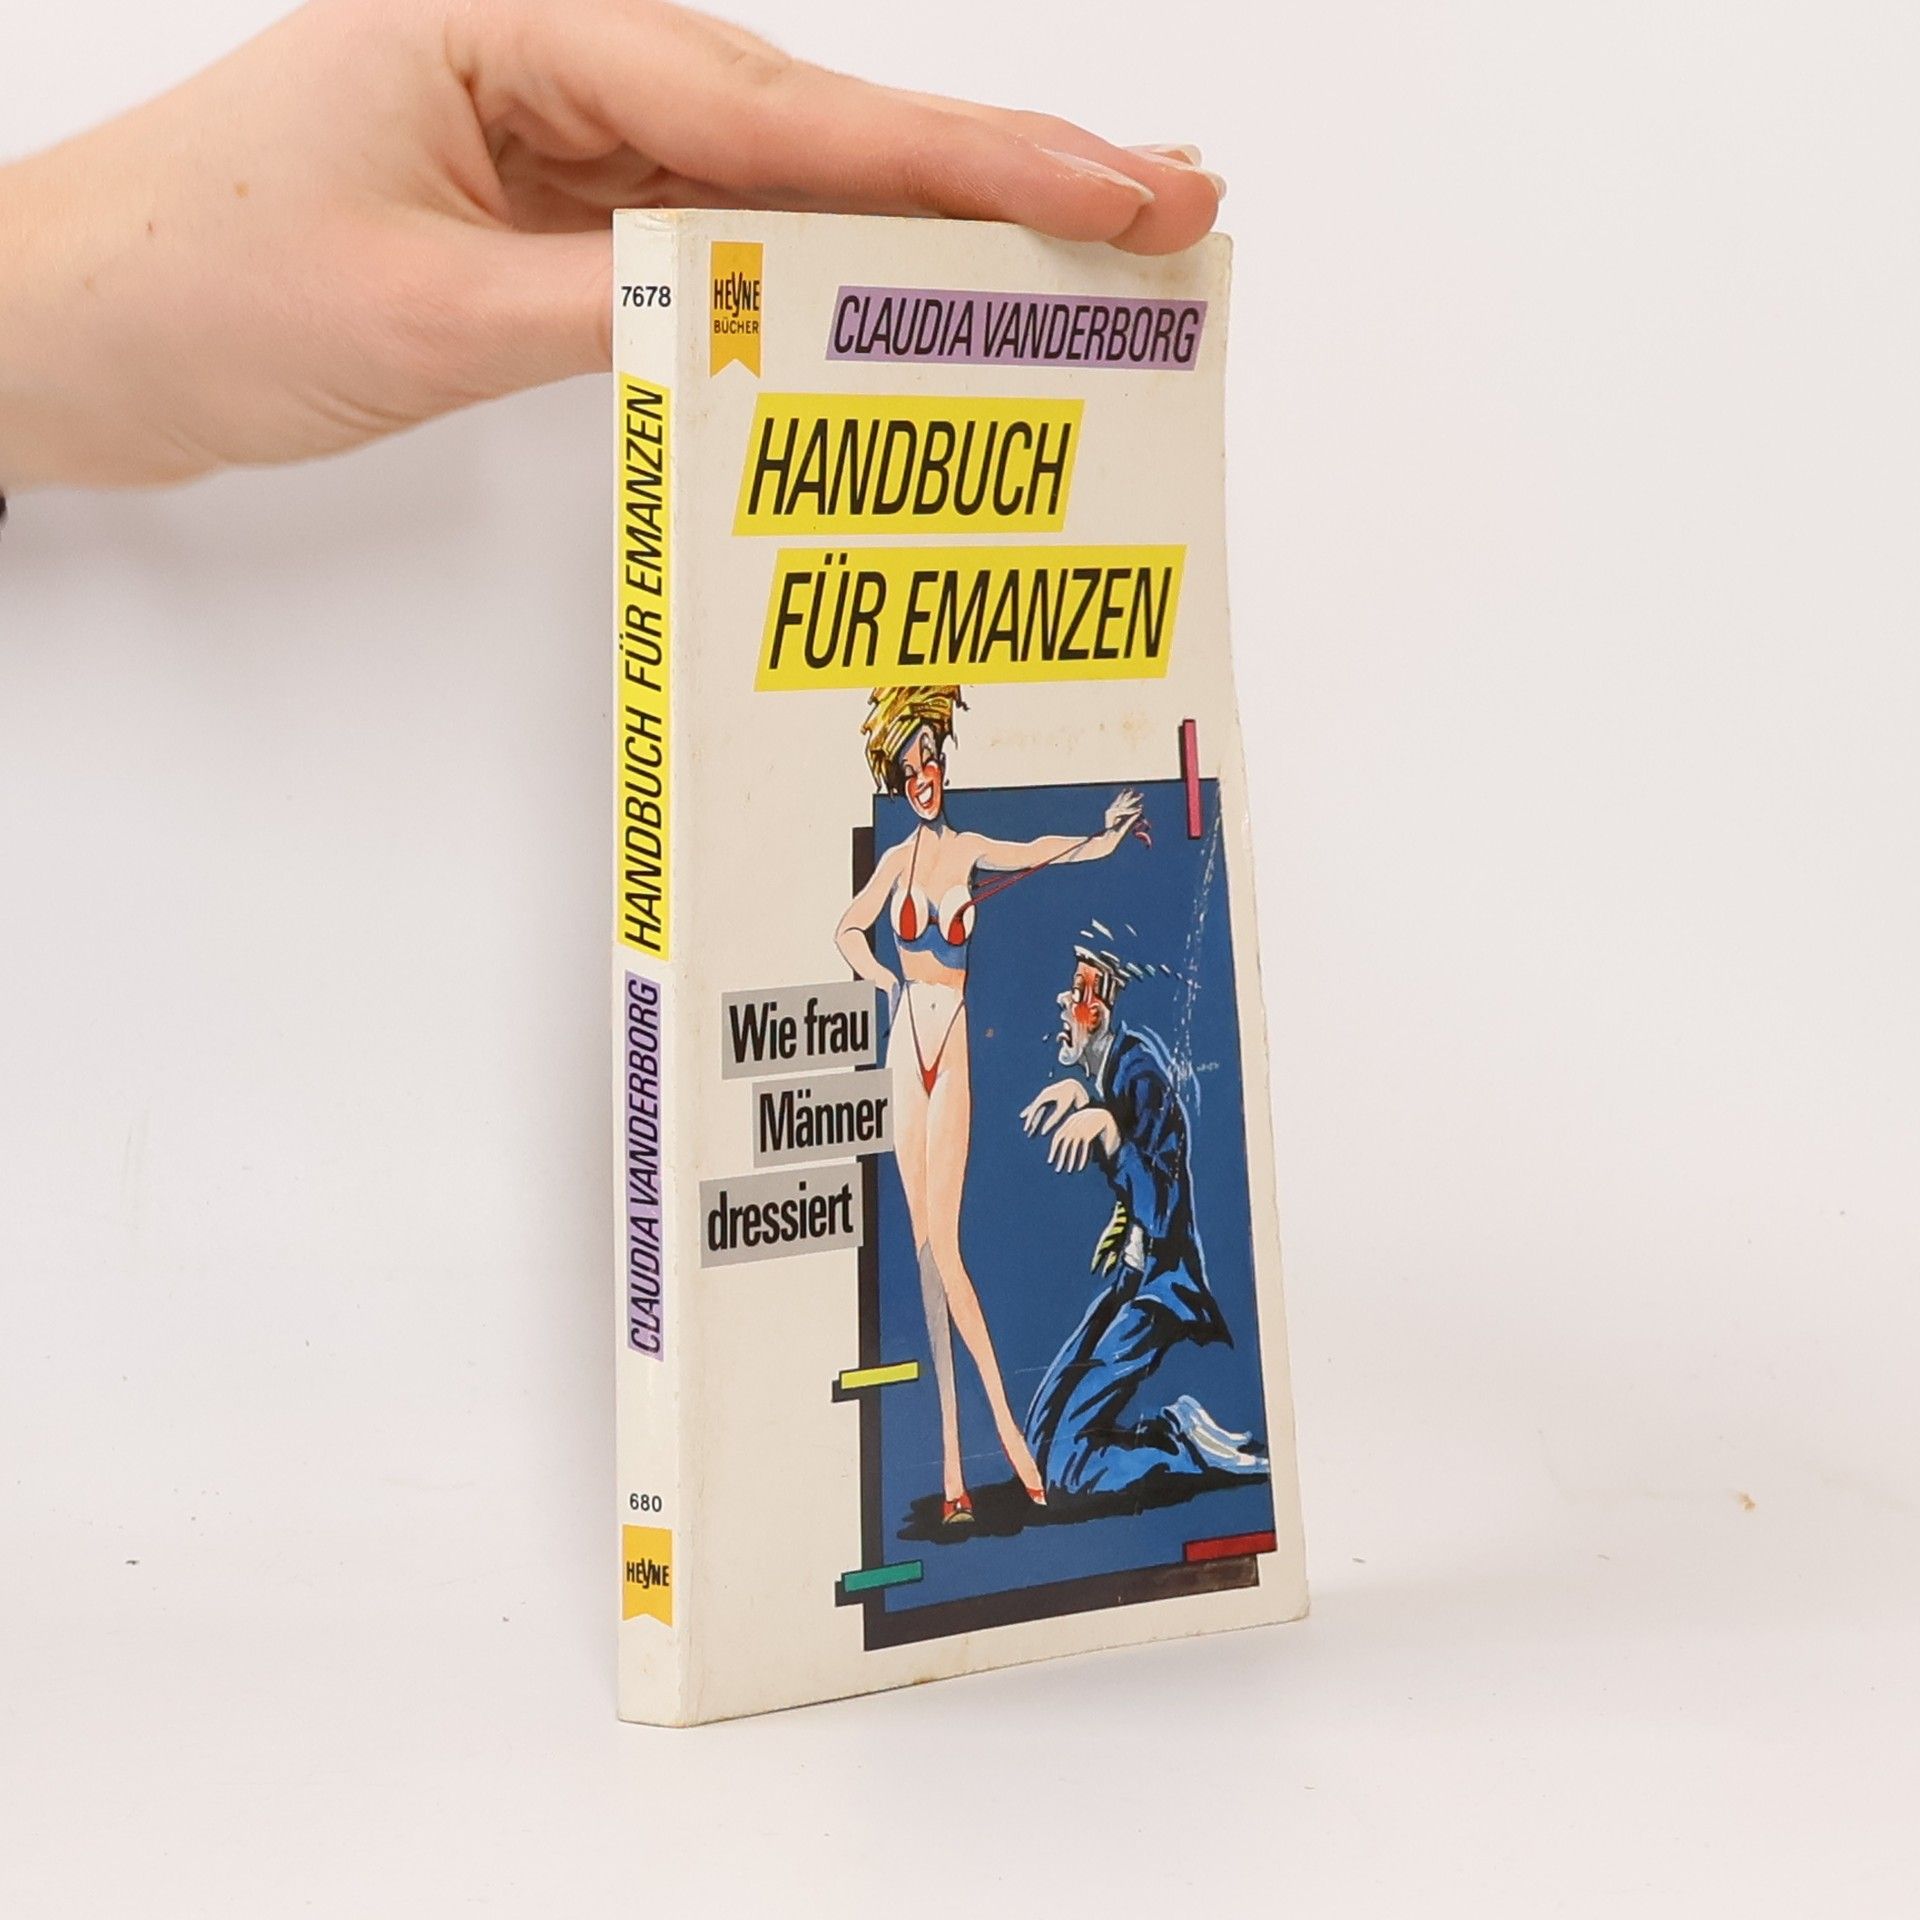 7678
HANDBUCH FÜR EMANZEN
CLAUDIA VANDERBORG
680
HEYNE
HEYNE
BÜCHER
CLAUDIA VANDERBORG
HANDBUCH
FÜR EMANZEN
Wie frau
Männer
dressiert